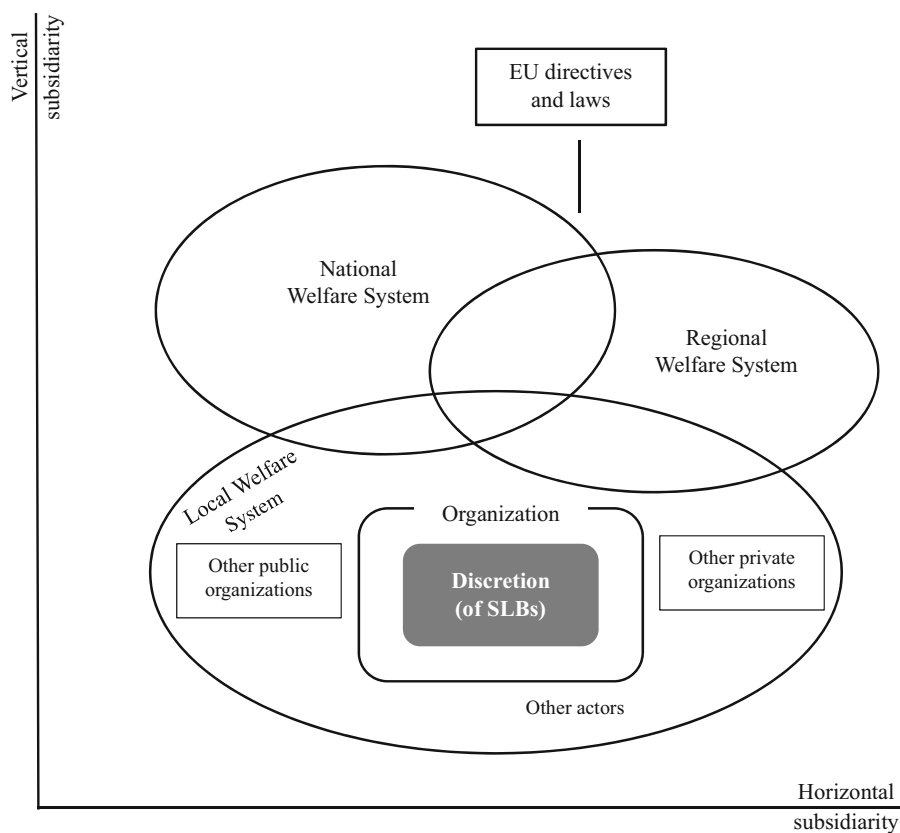 Vertical
subsidiarity
EU directives
and laws
National
Welfare System
Regional
Welfare System
Local Welfare
System
Organization
Other public
organizations
Discretion
(of SLBs)
Other private
organizations
Other actors
Horizontal
subsidiarity